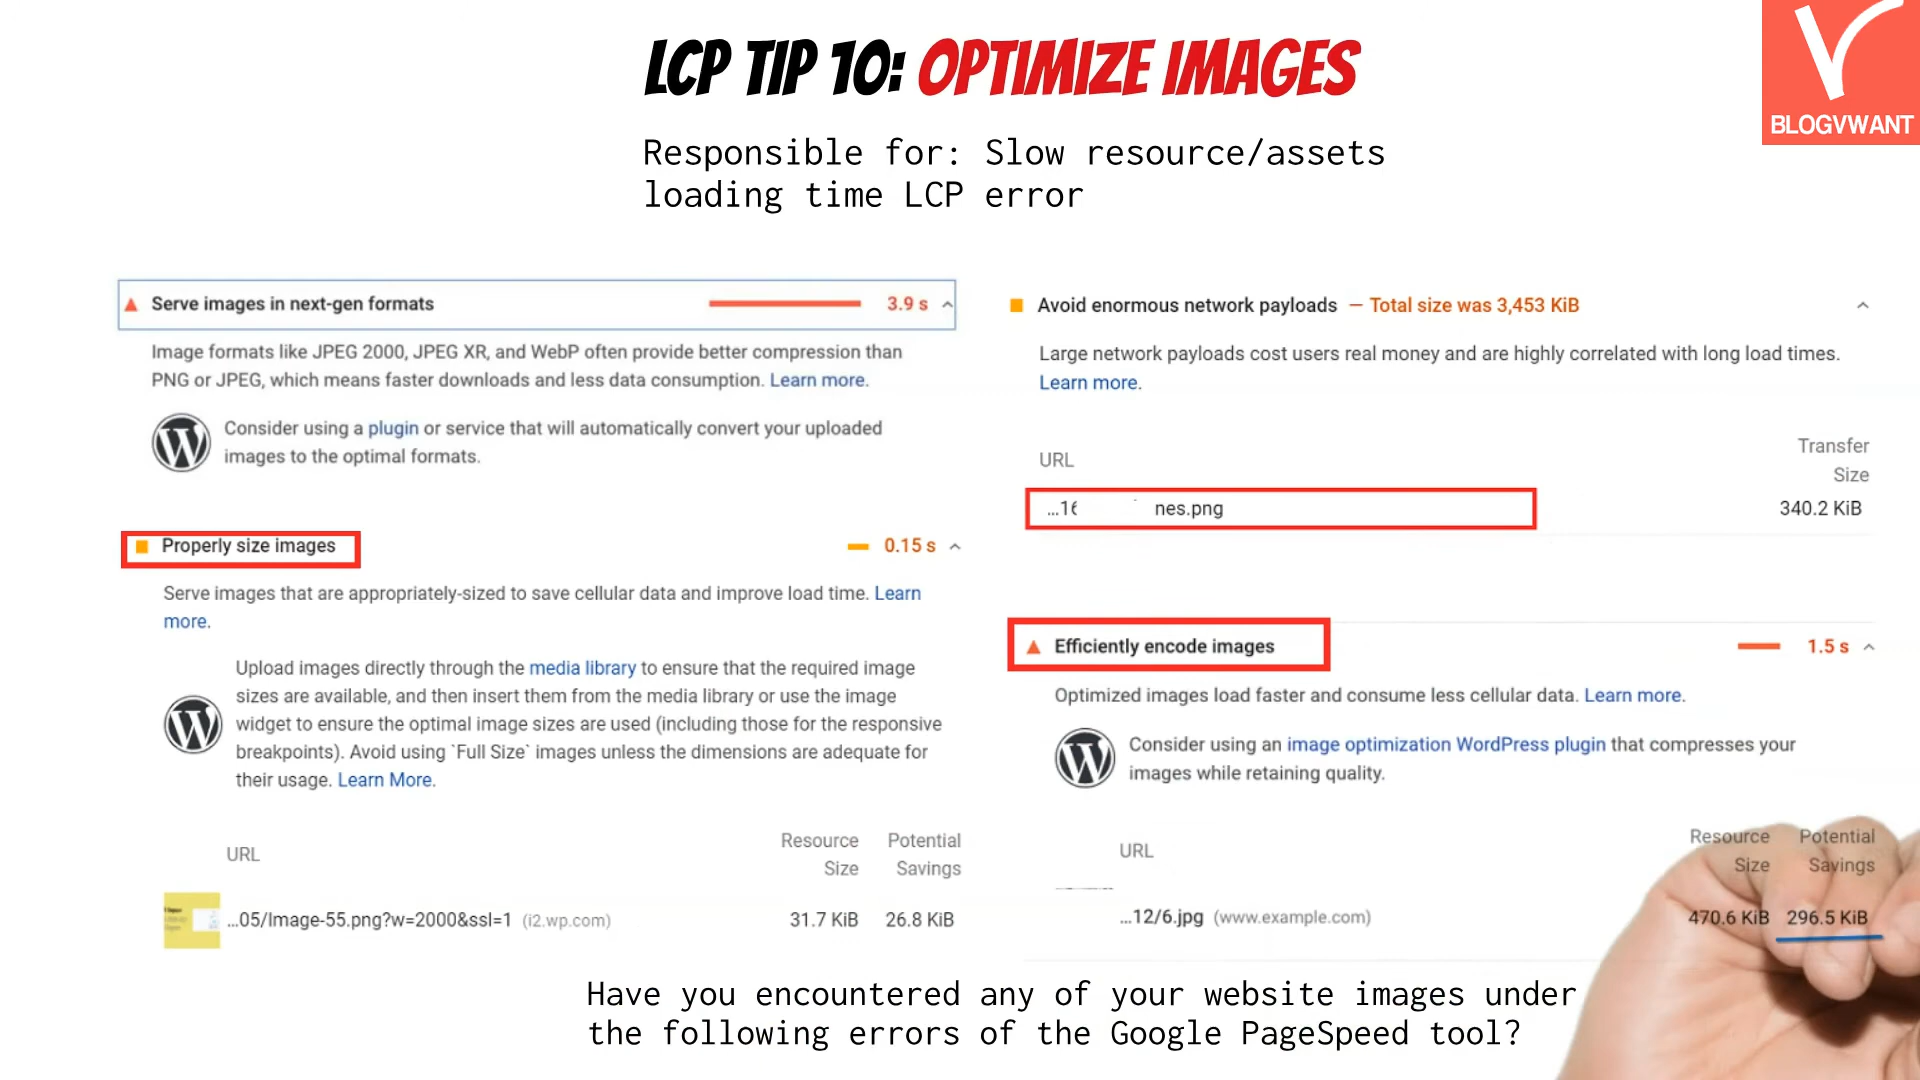 LCP TIP 10: OPTIMIZE IMAGES
BLOGVWANT
Responsible for: Slow resource/assets
loading time LCP error
Serve images in next-gen formats 3.9 s
Image formats like JPEG 2000, JPEG XR, and WebP often provide better compression than
PNG or JPEG, which means faster downloads and less data consumption. Learn more.
Consider using a plugin or service that will automatically convert your uploaded
images to the optimal formats.
Properly size images 0.15 s
Serve images that are appropriately-sized to save cellular data and improve load time. Learn
more.
Upload images directly through the media library to ensure that the required image
sizes are available, and then insert them from the media library or use the image
widget to ensure the optimal image sizes are used (including those for the responsive
breakpoints). Avoid using `Full Size` images unless the dimensions are adequate for
their usage. Learn More.
URL Resource Size Potential Savings
...05/Image-55.png?w=2000&ssl=1 (i2.wp.com) 31.7 KiB 26.8 KiB
Avoid enormous network payloads — Total size was 3,453 KiB
Large network payloads cost users real money and are highly correlated with long load times.
Learn more.
URL Transfer Size
...16 nes.png 340.2 KiB
Efficiently encode images 1.5 s
Optimized images load faster and consume less cellular data. Learn more.
Consider using an image optimization WordPress plugin that compresses your
images while retaining quality.
URL Resource Size Potential Savings
...12/6.jpg (www.example.com) 470.6 KiB 296.5 KiB
Have you encountered any of your website images under
the following errors of the Google PageSpeed tool?